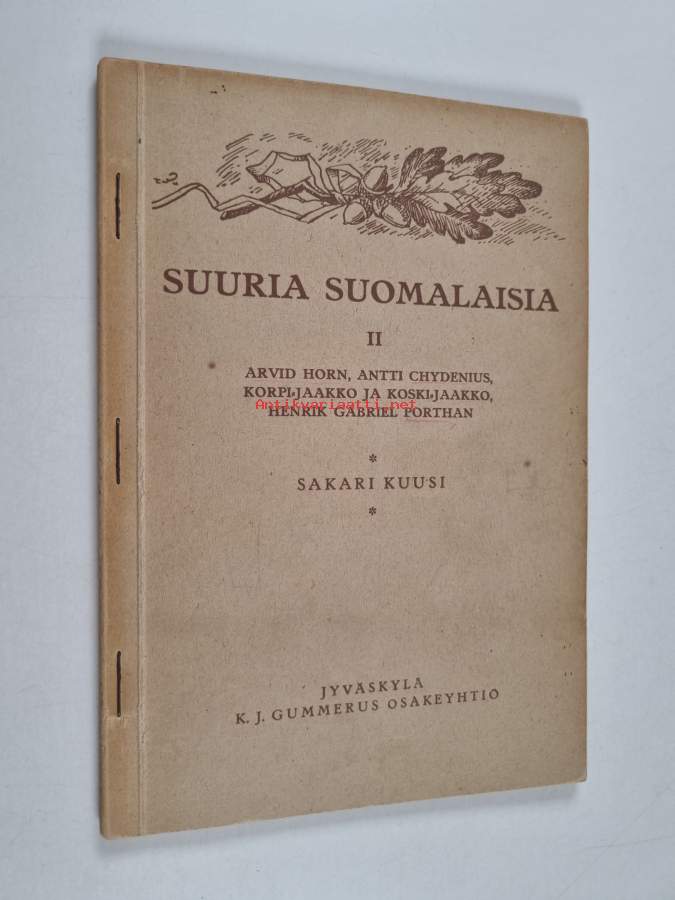 SUURIA SUOMALAISIA
II
ARVID HORN, ANTTI CHYDENIUS,
KORPI-JAAKKO JA KOSKI-JAAKKO,
Antikvariaatti.net
HENRIK GABRIEL PORTHAN
*
SAKARI KUUSI
*
JYVÄSKYLÄ
K. J. GUMMERUS OSAKEYHTIÖ